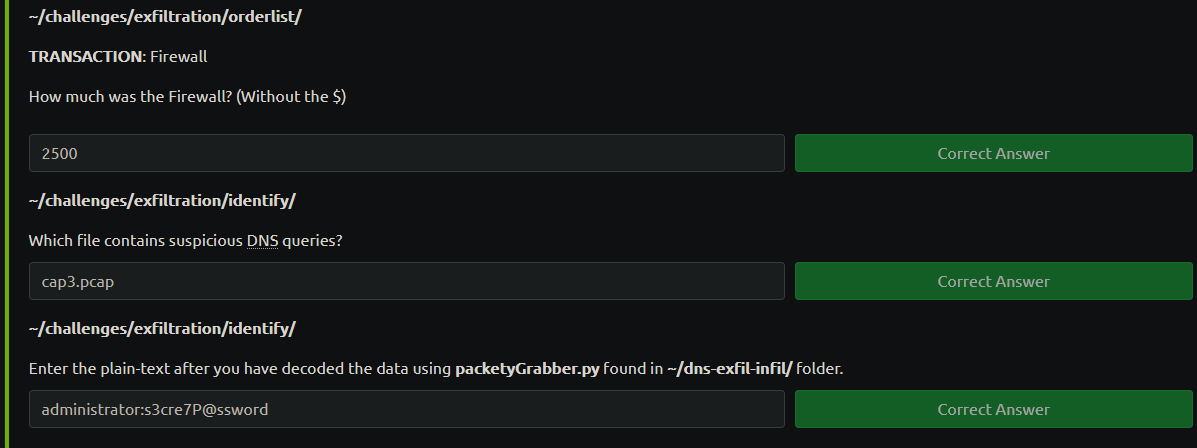 ~/challenges/exfiltration/orderlist/
TRANSACTION: Firewall
How much was the Firewall? (Without the $)
2500
Correct Answer
~/challenges/exfiltration/identify/
Which file contains suspicious DNS queries?
cap3.pcap
Correct Answer
~/challenges/exfiltration/identify/
Enter the plain-text after you have decoded the data using packetyGrabber.py found in ~/dns-exfil-infil/ folder.
administrator:s3cre7P@ssword
Correct Answer